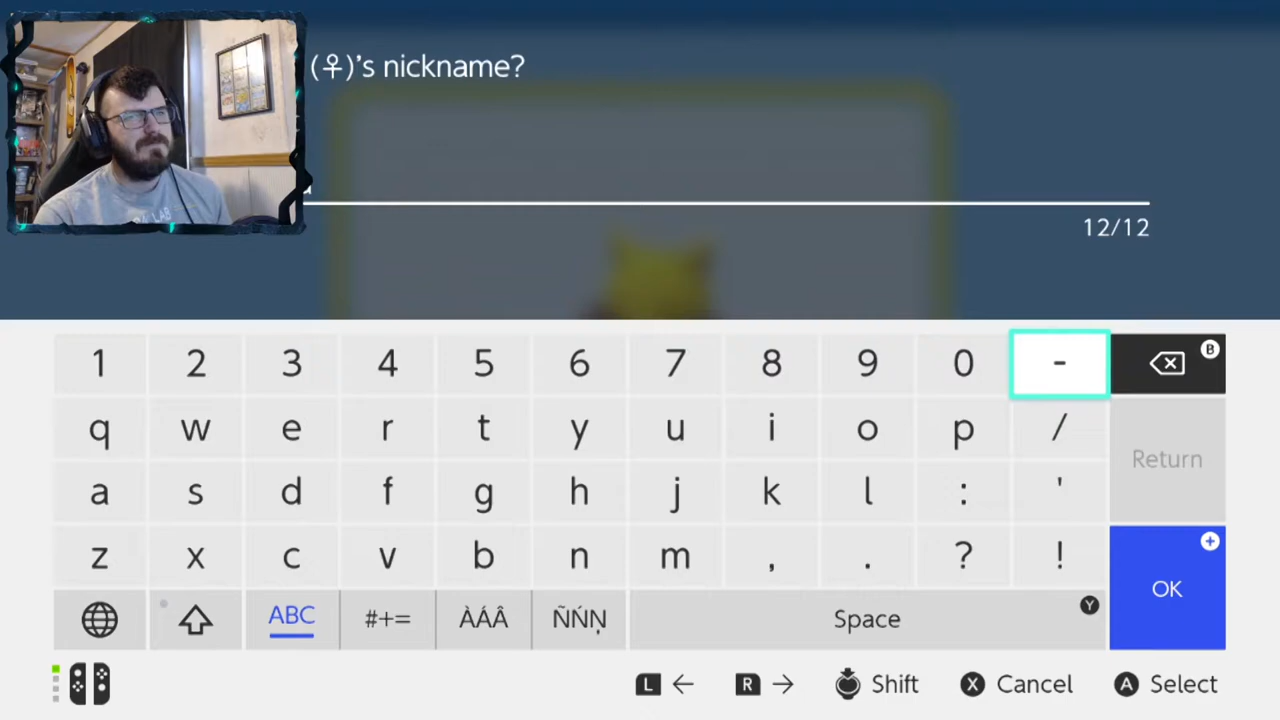 (♀)'s nickname?
12/12
1 2 3 4 5 6 7 8 9 0 - B
q w e r t y u i o p /
Return
a s d f g h j k l : '
z x c v b n m , . ? ! +
OK
ABC #+= ÀÁÂ ÑŃṆ Space Y
L ← R → Shift X Cancel A Select